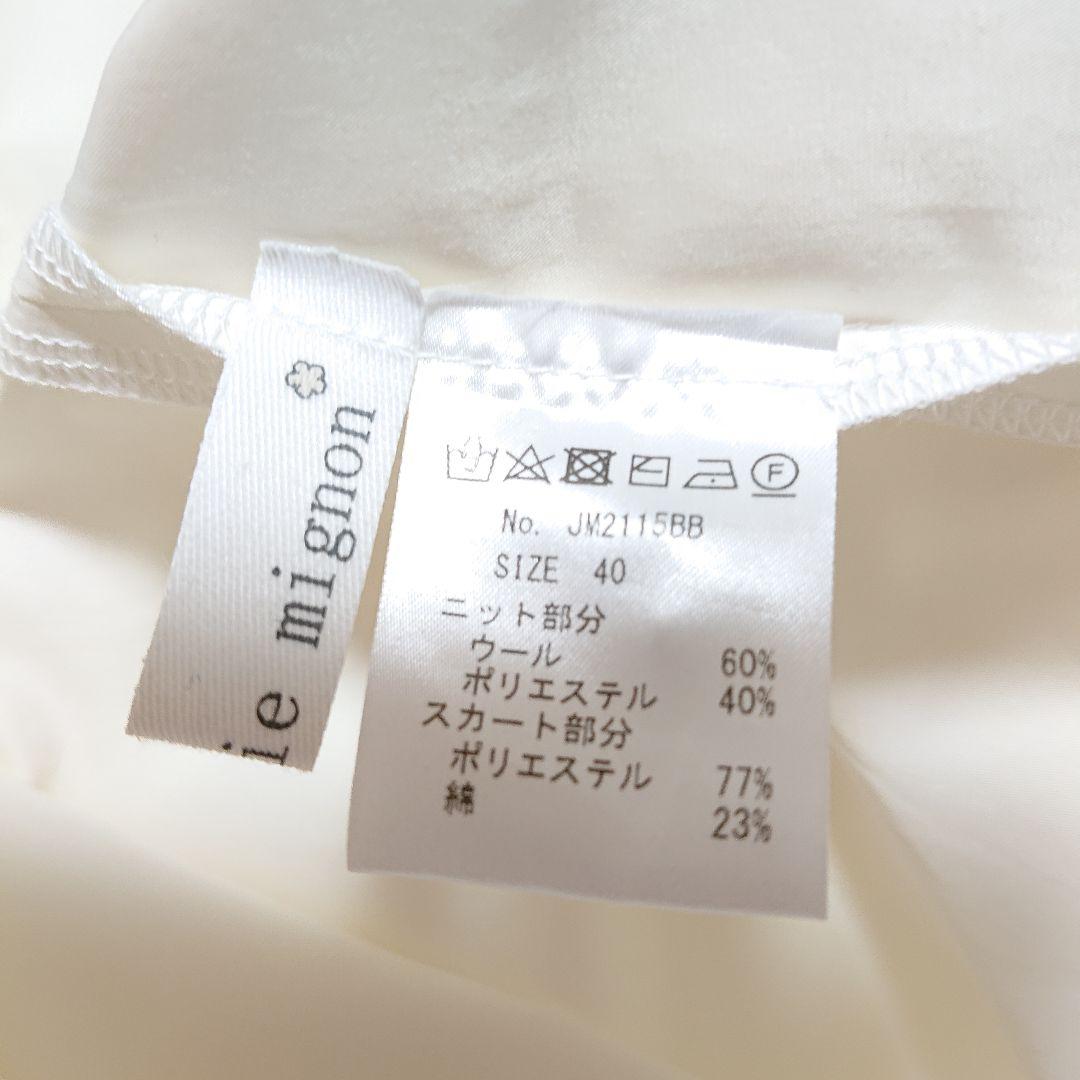 ie mignon
F
No. JM2115BB
SIZE 40
ニット部分
ウール 60%
ポリエステル 40%
スカート部分
ポリエステル 77%
綿 23%